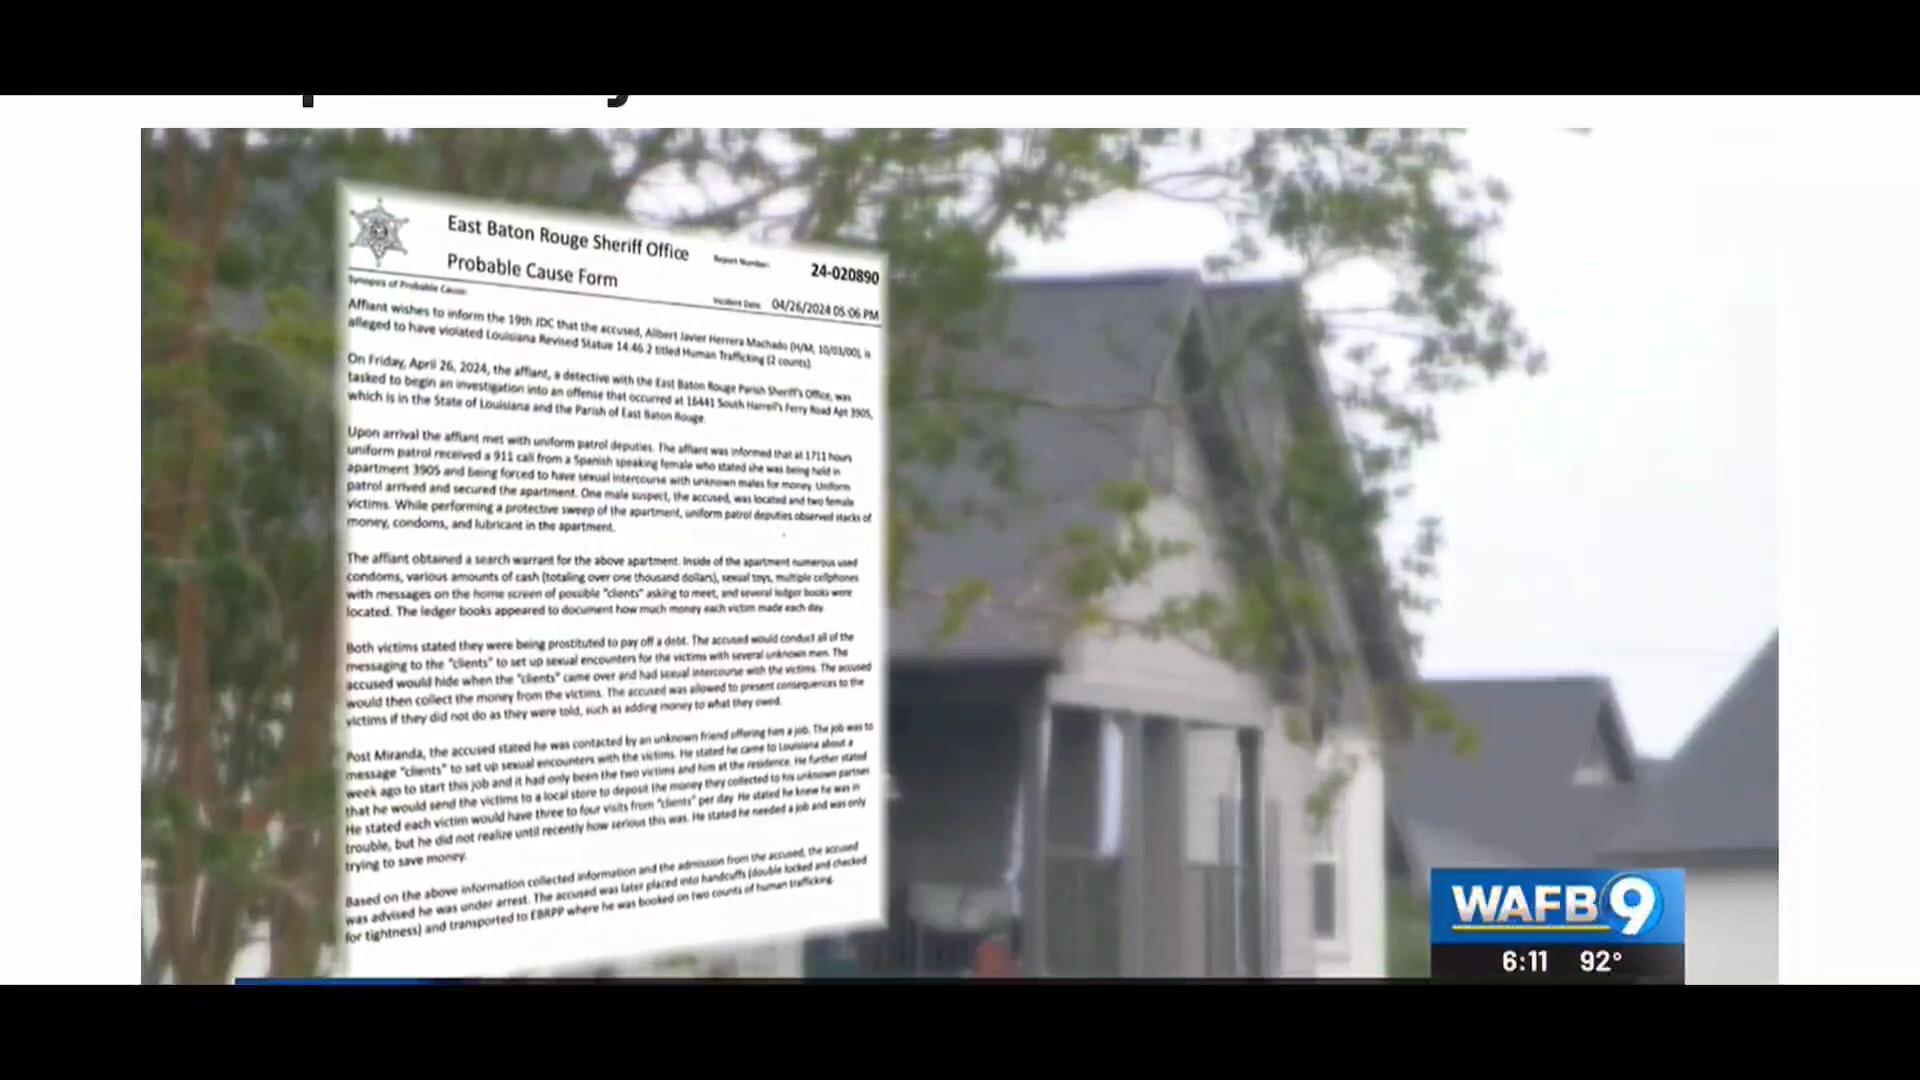 East Baton Rouge Sheriff Office
Probable Cause Form
Report Number:
24-020890
Synopsis of Probable Cause:
Incident Date:
04/26/2024 05:06 PM
Affiant wishes to inform the 19th JDC that the accused, Albert Javier Herrera Machado (H/M, 10/03/00), is
alleged to have violated Louisiana Revised Statue 14:46.2 titled Human Trafficking (2 counts).
On Friday, April 26, 2024, the affiant, a detective with the East Baton Rouge Parish Sheriff's Office, was
tasked to begin an investigation into an offense that occurred at 16441 South Harrell's Ferry Road Apt 3905,
which is in the State of Louisiana and the Parish of East Baton Rouge.
Upon arrival the affiant met with uniform patrol deputies. The affiant was informed that at 1711 hours
uniform patrol received a 911 call from a Spanish speaking female who stated she was being held in
apartment 3905 and being forced to have sexual intercourse with unknown males for money. Uniform
patrol arrived and secured the apartment. One male suspect, the accused, was located and two female
victims. While performing a protective sweep of the apartment, uniform patrol deputies observed stacks of
money, condoms, and lubricant in the apartment.
The affiant obtained a search warrant for the above apartment. Inside of the apartment numerous used
condoms, various amounts of cash (totaling over one thousand dollars), sexual toys, multiple cellphones
with messages on the home screen of possible "clients" asking to meet, and several ledger books were
located. The ledger books appeared to document how much money each victim made each day.
Both victims stated they were being prostituted to pay off a debt. The accused would conduct all of the
messaging to the "clients" to set up sexual encounters for the victims with several unknown men. The
accused would hide when the "clients" came over and had sexual intercourse with the victims. The accused
would then collect the money from the victims. The accused was allowed to present consequences to the
victims if they did not do as they were told, such as adding money to what they owed.
Post Miranda, the accused stated he was contacted by an unknown friend offering him a job. The job was to
message "clients" to set up sexual encounters with the victims. He stated he came to Louisiana about a
week ago to start this job and it had only been the two victims and him at the residence. He further stated
that he would send the victims to a local store to deposit the money they collected to his unknown partner.
He stated each victim would have three to four visits from "clients" per day. He stated he knew he was in
trouble, but he did not realize until recently how serious this was. He stated he needed a job and was only
trying to save money.
Based on the above information collected information and the admission from the accused, the accused
was advised he was under arrest. The accused was later placed into handcuffs (double locked and checked
for tightness) and transported to EBRPP where he was booked on two counts of human trafficking.
WAFB 9
6:11 92°